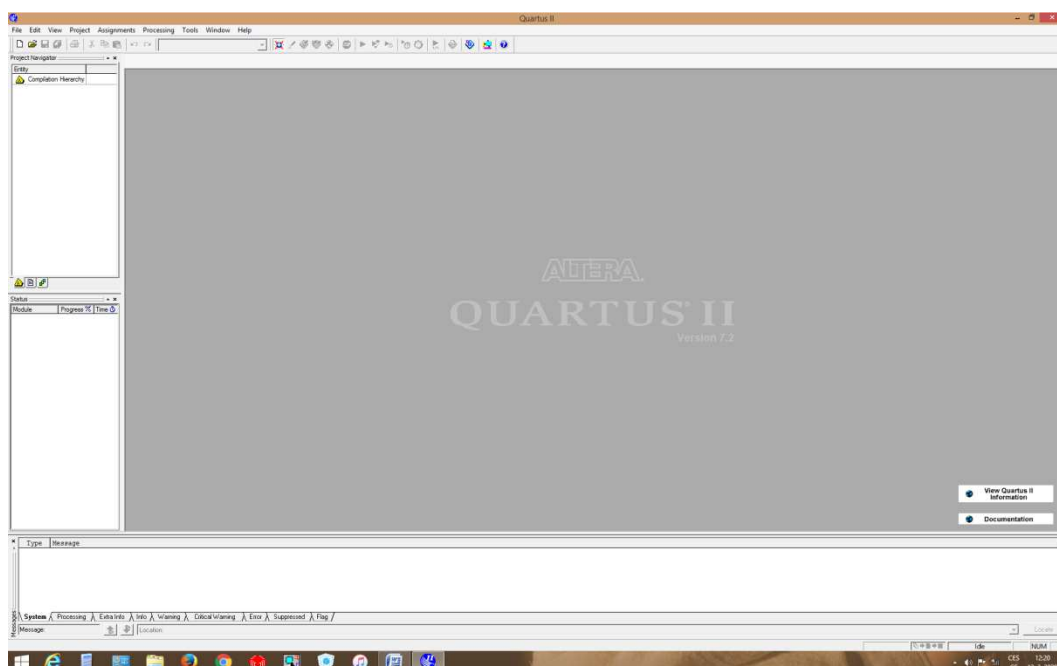 Quartus II
File Edit View Project Assignments Processing Tools Window Help
Project Navigator
Entity
Compilation Hierarchy
Status
Module Progress % Time
ALTERA.
QUARTUS II
Version 7.2
View Quartus II
Information
Documentation
Type Message
System Processing Extra Info Info Warning Critical Warning Error Suppressed Flag
Messages
Message: Location: Locate
Idle NUM
CES 12:20